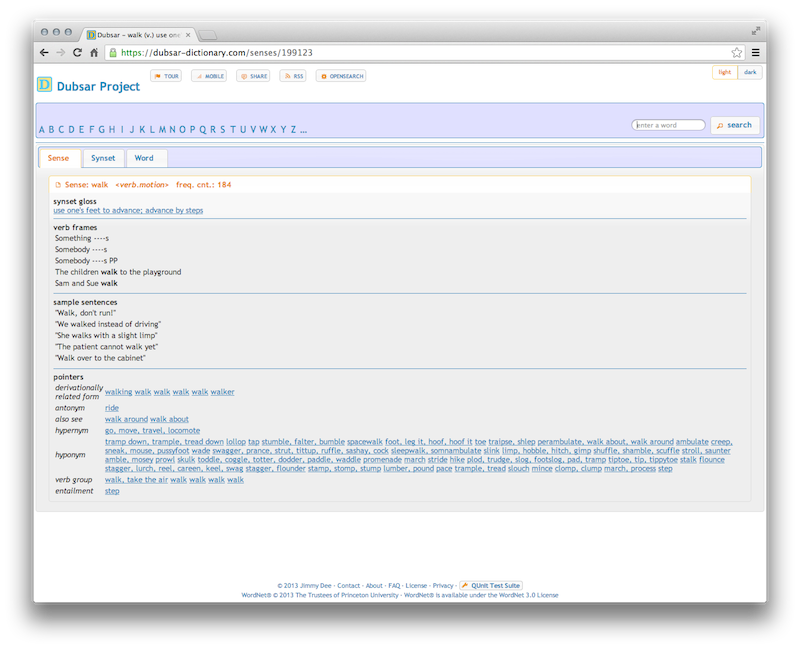 Dubsar - walk (v.) use one
https://dubsar-dictionary.com/senses/199123
D Dubsar Project
TOUR MOBILE SHARE RSS OPENSEARCH
light dark
A B C D E F G H I J K L M N O P Q R S T U V W X Y Z ...
enter a word
search
Sense Synset Word
Sense: walk <verb.motion> freq. cnt.: 184
synset gloss
use one's feet to advance; advance by steps
verb frames
Something ----s
Somebody ----s
Somebody ----s PP
The children walk to the playground
Sam and Sue walk
sample sentences
"Walk, don't run!"
"We walked instead of driving"
"She walks with a slight limp"
"The patient cannot walk yet"
"Walk over to the cabinet"
pointers
derivationally related form walking walk walk walk walk walker
antonym ride
also see walk around walk about
hypernym go, move, travel, locomote
hyponym tramp down, trample, tread down lollop tap stumble, falter, bumble spacewalk foot, leg it, hoof, hoof it toe traipse, shlep perambulate, walk about, walk around ambulate creep,
sneak, mouse, pussyfoot wade swagger, prance, strut, tittup, ruffle, sashay, cock sleepwalk, somnambulate slink limp, hobble, hitch, gimp shuffle, shamble, scuffle stroll, saunter
amble, mosey prowl skulk toddle, coggle, totter, dodder, paddle, waddle promenade march stride hike plod, trudge, slog, footslog, pad, tramp tiptoe, tip, tippytoe stalk flounce
stagger, lurch, reel, careen, keel, swag stagger, flounder stamp, stomp, stump lumber, pound pace trample, tread slouch mince clomp, clump march, process step
verb group walk, take the air walk walk walk walk
entailment step
© 2013 Jimmy Dee - Contact - About - FAQ - License - Privacy - QUnit Test Suite
WordNet® © 2013 The Trustees of Princeton University - WordNet® is available under the WordNet 3.0 License